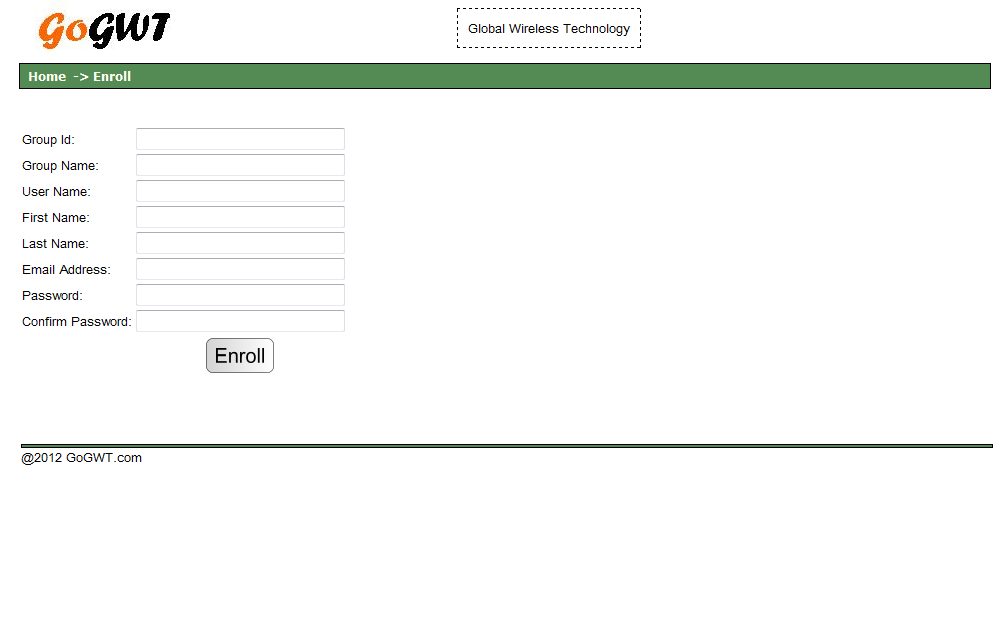 GoGWT
Global Wireless Technology
Home -> Enroll
Group Id:
Group Name:
User Name:
First Name:
Last Name:
Email Address:
Password:
Confirm Password:
Enroll
@2012 GoGWT.com